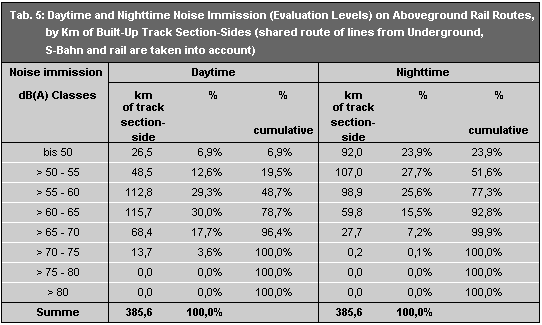 Tab. 5: Daytime and Nighttime Noise Immission (Evaluation Levels) on Aboveground Rail Routes,
by Km of Built-Up Track Section-Sides (shared route of lines from Underground,
S-Bahn and rail are taken into account)
Noise immission Daytime Nighttime
dB(A) Classes km % % km % %
of track of track
section- cumulative section- cumulative
side side
bis 50 26,5 6,9% 6,9% 92,0 23,9% 23,9%
> 50 - 55 48,5 12,6% 19,5% 107,0 27,7% 51,6%
> 55 - 60 112,8 29,3% 48,7% 98,9 25,6% 77,3%
> 60 - 65 115,7 30,0% 78,7% 59,8 15,5% 92,8%
> 65 - 70 68,4 17,7% 96,4% 27,7 7,2% 99,9%
> 70 - 75 13,7 3,6% 100,0% 0,2 0,1% 100,0%
> 75 - 80 0,0 0,0% 100,0% 0,0 0,0% 100,0%
> 80 0,0 0,0% 100,0% 0,0 0,0% 100,0%
Summe 385,6 100,0% 385,6 100,0%